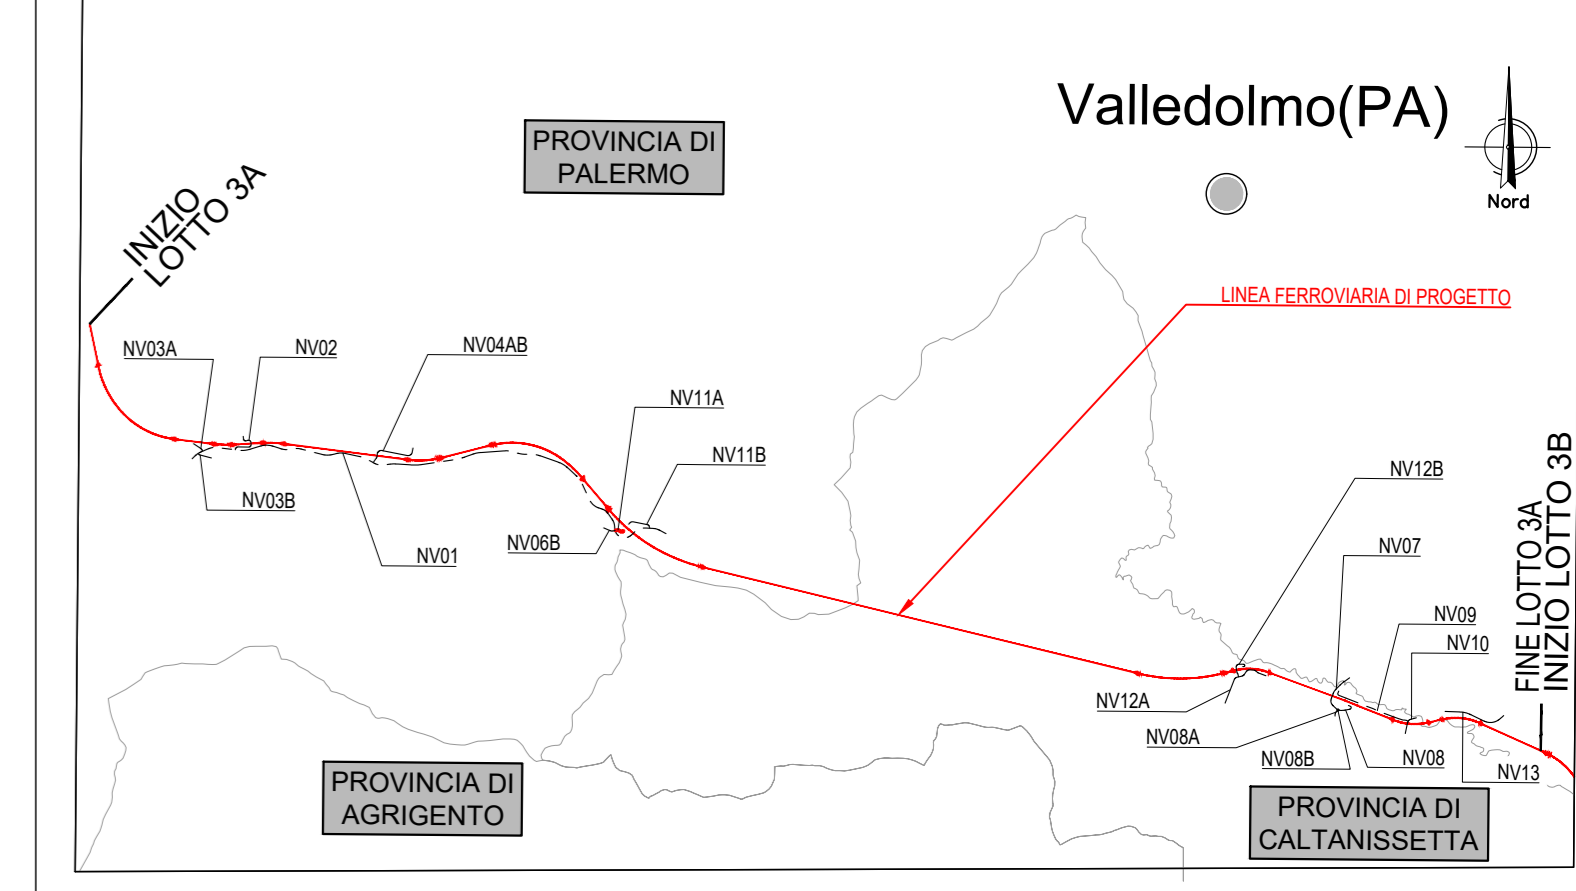 Valledolmo(PA)
Nord
PROVINCIA DI
PALERMO
INIZIO
LOTTO 3A
LINEA FERROVIARIA DI PROGETTO
NV03A
NV02
NV04AB
NV11A
NV11B
NV03B
NV01
NV06B
NV12B
NV07
NV09
NV10
NV12A
NV08A
NV08B
NV08
NV13
FINE LOTTO 3A
INIZIO LOTTO 3B
PROVINCIA DI
AGRIGENTO
PROVINCIA DI
CALTANISSETTA